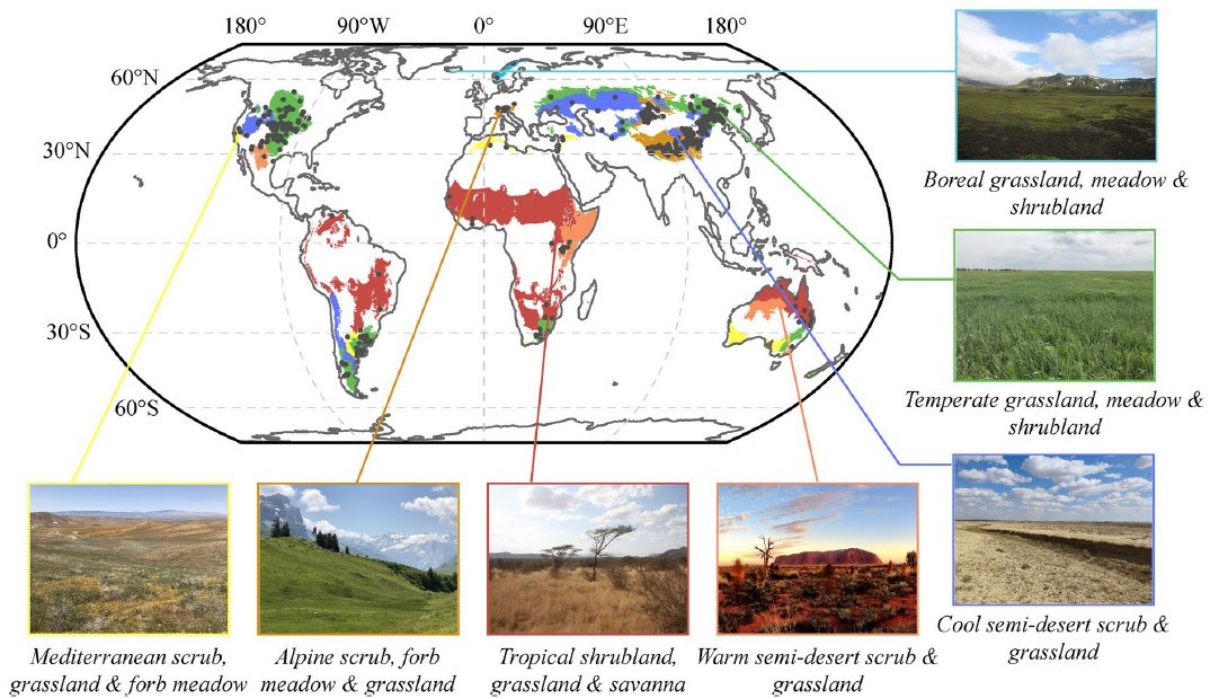 180° 90°W 0° 90°E 180°
60°N
30°N
0°
30°S
60°S
Boreal grassland, meadow &
shrubland
Temperate grassland, meadow &
shrubland
Cool semi-desert scrub &
grassland
Mediterranean scrub,
grassland & forb meadow
Alpine scrub, forb
meadow & grassland
Tropical shrubland,
grassland & savanna
Warm semi-desert scrub &
grassland